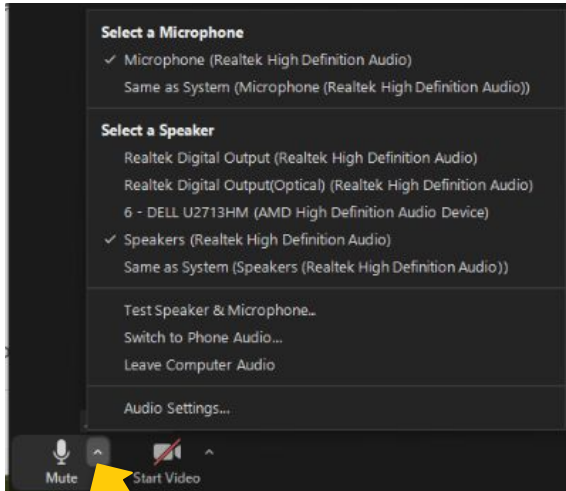 Select a Microphone
✓ Microphone (Realtek High Definition Audio)
Same as System (Microphone (Realtek High Definition Audio))
Select a Speaker
Realtek Digital Output (Realtek High Definition Audio)
Realtek Digital Output(Optical) (Realtek High Definition Audio)
6 - DELL U2713HM (AMD High Definition Audio Device)
✓ Speakers (Realtek High Definition Audio)
Same as System (Speakers (Realtek High Definition Audio))
Test Speaker & Microphone...
Switch to Phone Audio...
Leave Computer Audio
Audio Settings...
Mute Start Video